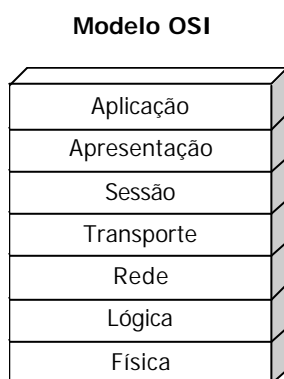 Modelo OSI
Aplicação
Apresentação
Sessão
Transporte
Rede
Lógica
Física